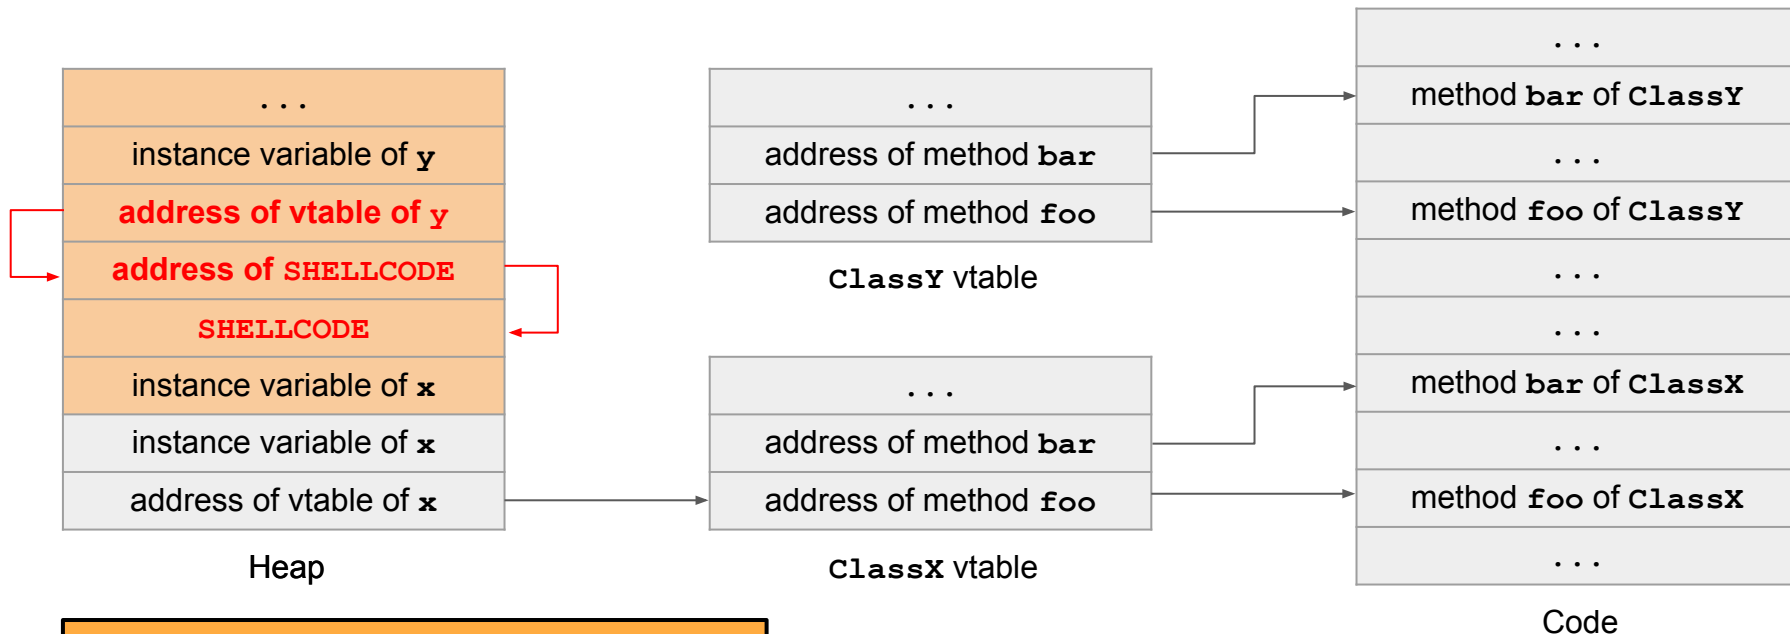 ...
instance variable of y
address of vtable of y
address of SHELLCODE
SHELLCODE
instance variable of x
instance variable of x
address of vtable of x
Heap
...
address of method bar
address of method foo
ClassY vtable
...
address of method bar
address of method foo
ClassX vtable
...
method bar of ClassY
...
method foo of ClassY
...
...
method bar of ClassX
...
method foo of ClassX
...
Code